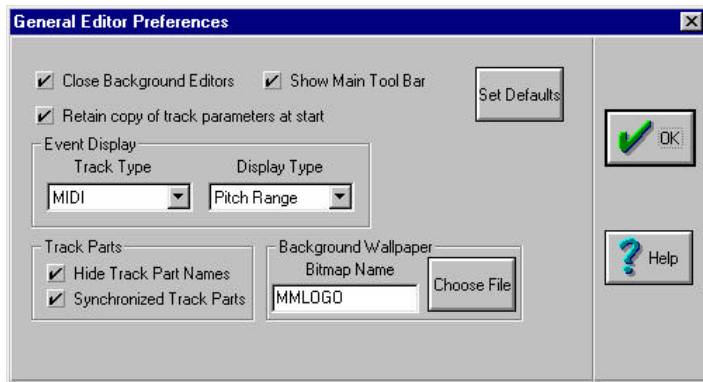 General Editor Preferences
Close Background Editors
Show Main Tool Bar
Set Defaults
Retain copy of track parameters at start
OK
Event Display
Track Type
Display Type
MIDI
Pitch Range
Track Parts
Hide Track Part Names
Synchronized Track Parts
Background Wallpaper
Bitmap Name
MMLOGO
Choose File
Help